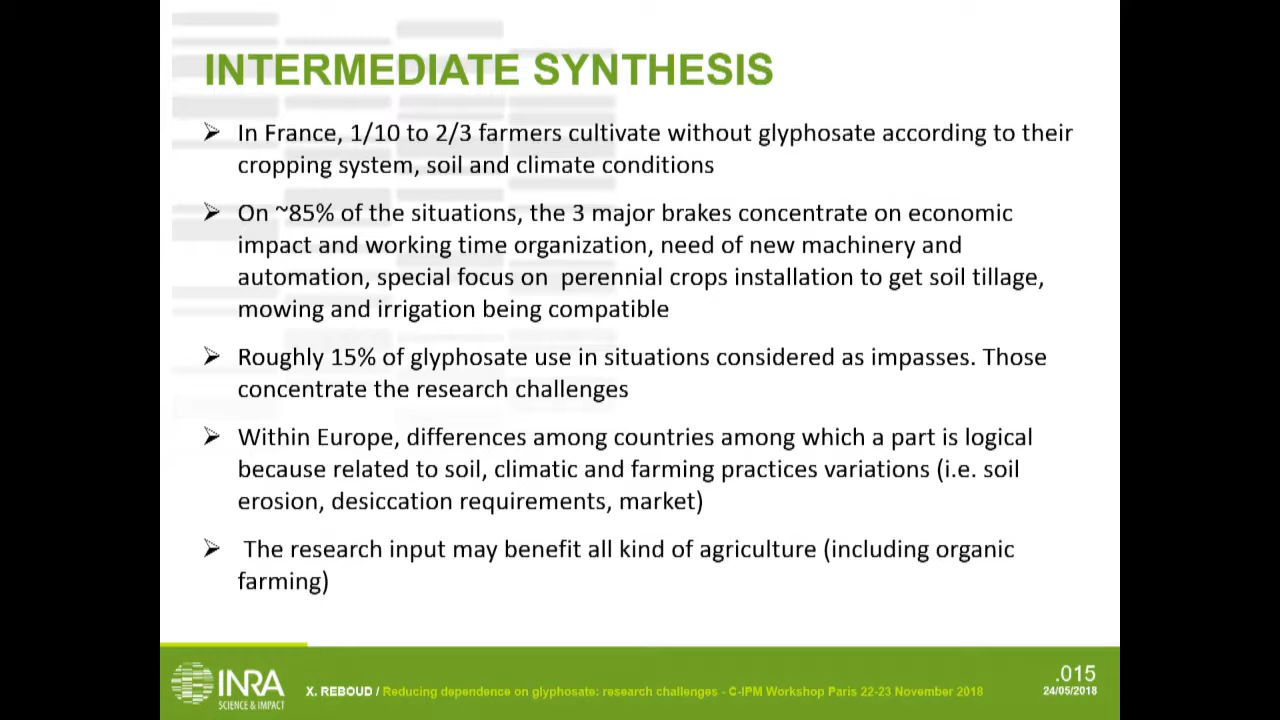 INTERMEDIATE SYNTHESIS
In France, 1/10 to 2/3 farmers cultivate without glyphosate according to their
cropping system, soil and climate conditions
On ~85% of the situations, the 3 major brakes concentrate on economic
impact and working time organization, need of new machinery and
automation, special focus on  perennial crops installation to get soil tillage,
mowing and irrigation being compatible
Roughly 15% of glyphosate use in situations considered as impasses. Those
concentrate the research challenges
Within Europe, differences among countries among which a part is logical
because related to soil, climatic and farming practices variations (i.e. soil
erosion, desiccation requirements, market)
The research input may benefit all kind of agriculture (including organic
farming)
INRA
SCIENCE & IMPACT
X. REBOUD / Reducing dependence on glyphosate: research challenges - C-IPM Workshop Paris 22-23 November 2018
.015
24/05/2018